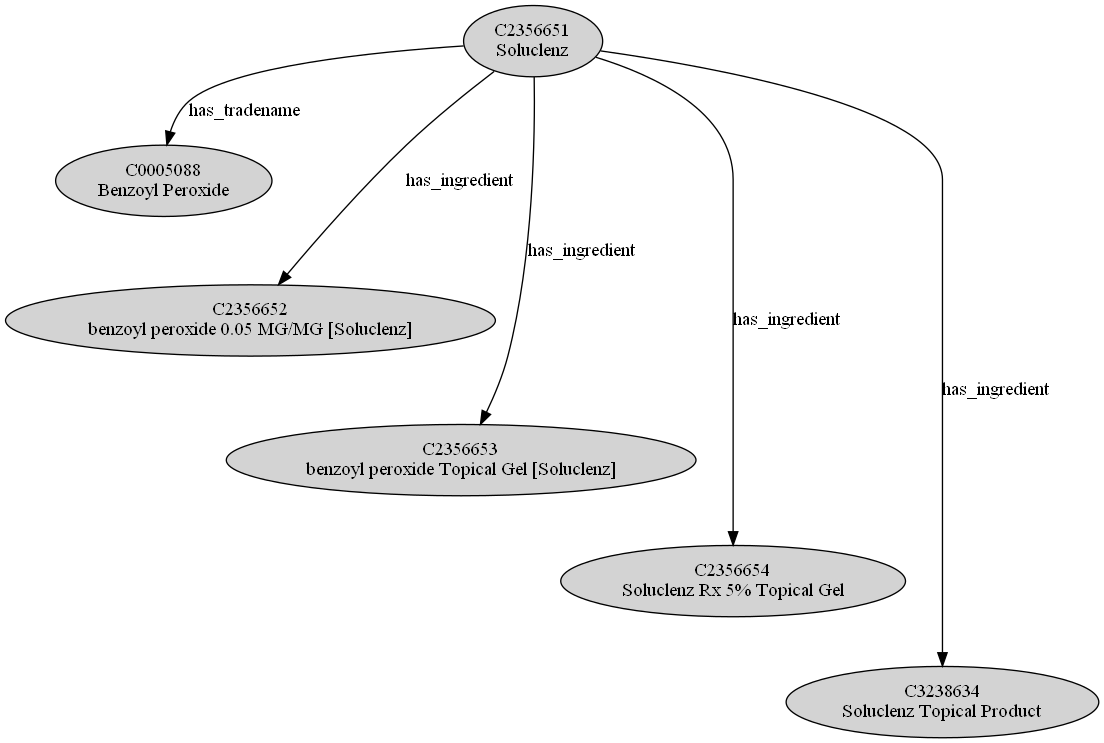 C2356651
Soluclenz
has_tradename
C0005088
Benzoyl Peroxide
has_ingredient
has_ingredient
C2356652
benzoyl peroxide 0.05 MG/MG [Soluclenz]
has_ingredient
has_ingredient
C2356653
benzoyl peroxide Topical Gel [Soluclenz]
C2356654
Soluclenz Rx 5% Topical Gel
C3238634
Soluclenz Topical Product